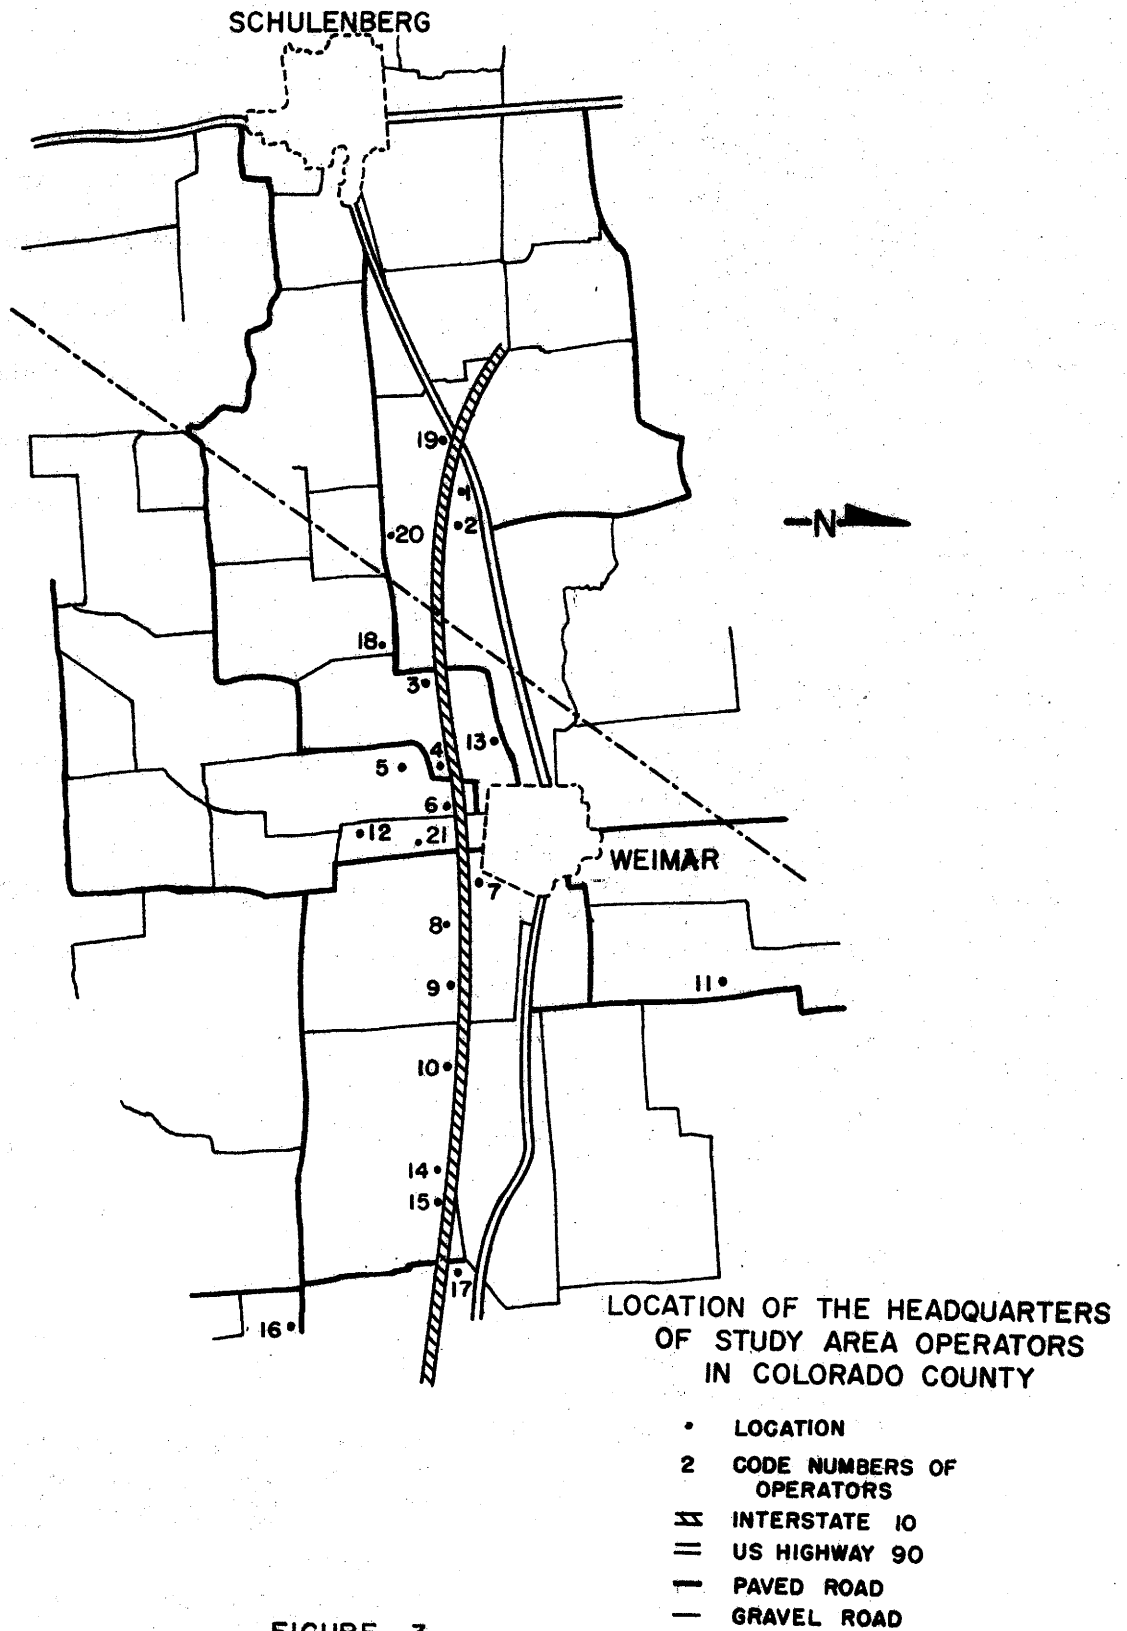 SCHULENBERG
19
1
2
20
N
18
3
13
4
5
6
12
21
WEIMAR
7
8
9
11
10
14
15
17
16
LOCATION OF THE HEADQUARTERS
OF STUDY AREA OPERATORS
IN COLORADO COUNTY
LOCATION
2 CODE NUMBERS OF
OPERATORS
INTERSTATE 10
US HIGHWAY 90
PAVED ROAD
GRAVEL ROAD
FIGURE 3